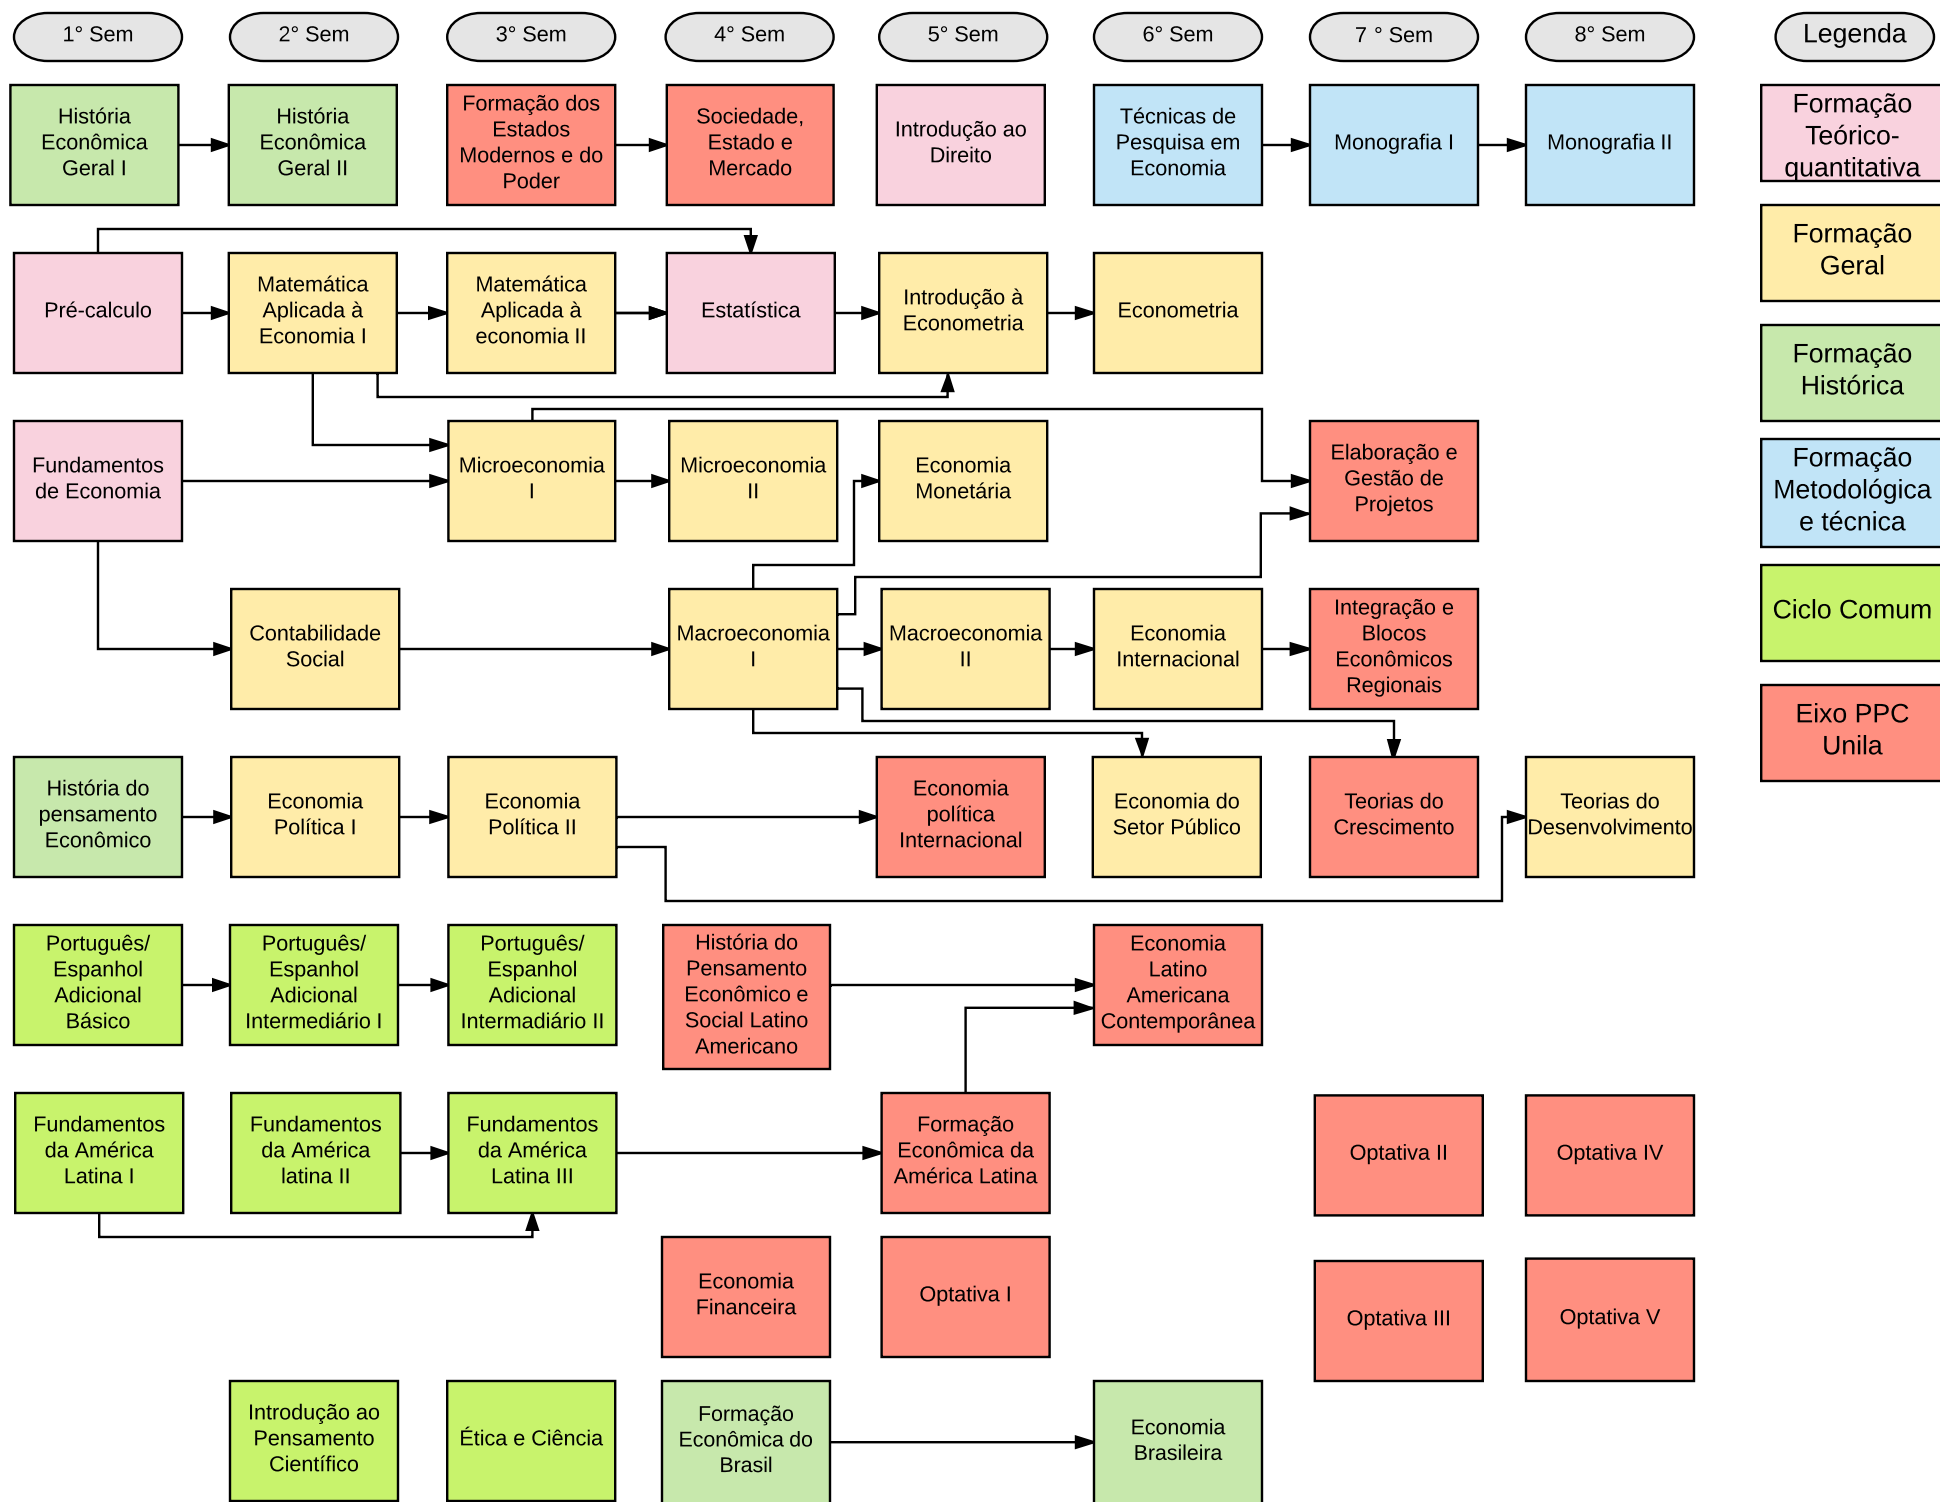 1° Sem
2° Sem
3° Sem
4° Sem
5° Sem
6° Sem
7 ° Sem
8° Sem
Legenda
História
Econômica
Geral I
História
Econômica
Geral II
Formação dos
Estados
Modernos e do
Poder
Sociedade,
Estado e
Mercado
Introdução ao
Direito
Técnicas de
Pesquisa em
Economia
Monografia I
Monografia II
Formação
Teórico-
quantitativa
Pré-calculo
Matemática
Aplicada à
Economia I
Matemática
Aplicada à
economia II
Estatística
Introdução à
Econometria
Econometria
Formação
Geral
Formação
Histórica
Fundamentos
de Economia
Microeconomia
I
Microeconomia
II
Economia
Monetária
Elaboração e
Gestão de
Projetos
Formação
Metodológica
e técnica
Contabilidade
Social
Macroeconomia
I
Macroeconomia
II
Economia
Internacional
Integração e
Blocos
Econômicos
Regionais
Ciclo Comum
Eixo PPC
Unila
História do
pensamento
Econômico
Economia
Política I
Economia
Política II
Economia
política
Internacional
Economia do
Setor Público
Teorias do
Crescimento
Teorias do
Desenvolvimento
Português/
Espanhol
Adicional
Básico
Português/
Espanhol
Adicional
Intermediário I
Português/
Espanhol
Adicional
Intermadiário II
História do
Pensamento
Econômico e
Social Latino
Americano
Economia
Latino
Americana
Contemporânea
Fundamentos
da América
Latina I
Fundamentos
da América
latina II
Fundamentos
da América
Latina III
Formação
Econômica da
América Latina
Optativa II
Optativa IV
Economia
Financeira
Optativa I
Optativa III
Optativa V
Introdução ao
Pensamento
Científico
Ética e Ciência
Formação
Econômica do
Brasil
Economia
Brasileira